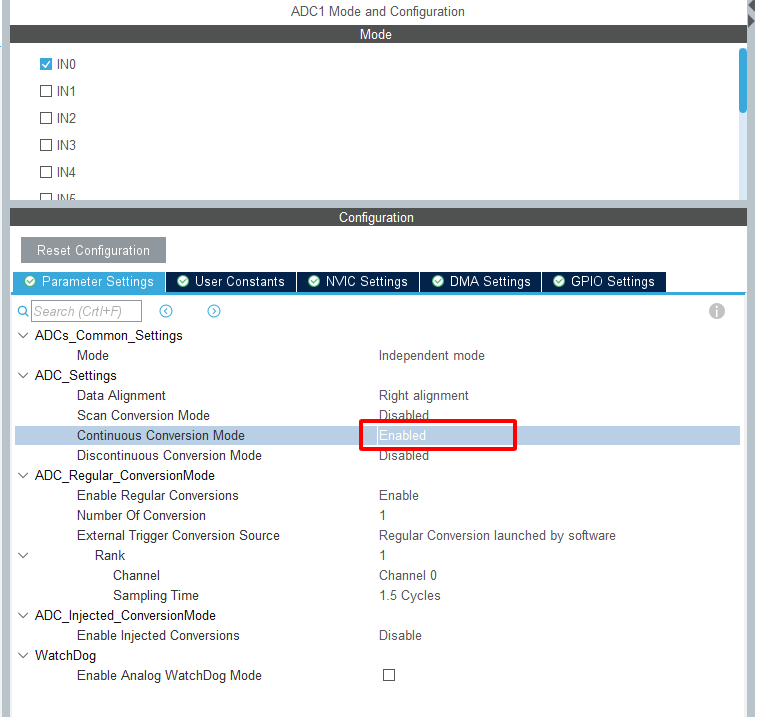 ADC1 Mode and Configuration
Mode
IN0
IN1
IN2
IN3
IN4
IN5
Configuration
Reset Configuration
Parameter Settings User Constants NVIC Settings DMA Settings GPIO Settings
Search (Crtl+F)
ADCs_Common_Settings
Mode Independent mode
ADC_Settings
Data Alignment Right alignment
Scan Conversion Mode Disabled
Continuous Conversion Mode Enabled
Discontinuous Conversion Mode Disabled
ADC_Regular_ConversionMode
Enable Regular Conversions Enable
Number Of Conversion 1
External Trigger Conversion Source Regular Conversion launched by software
Rank 1
Channel Channel 0
Sampling Time 1.5 Cycles
ADC_Injected_ConversionMode
Enable Injected Conversions Disable
WatchDog
Enable Analog WatchDog Mode